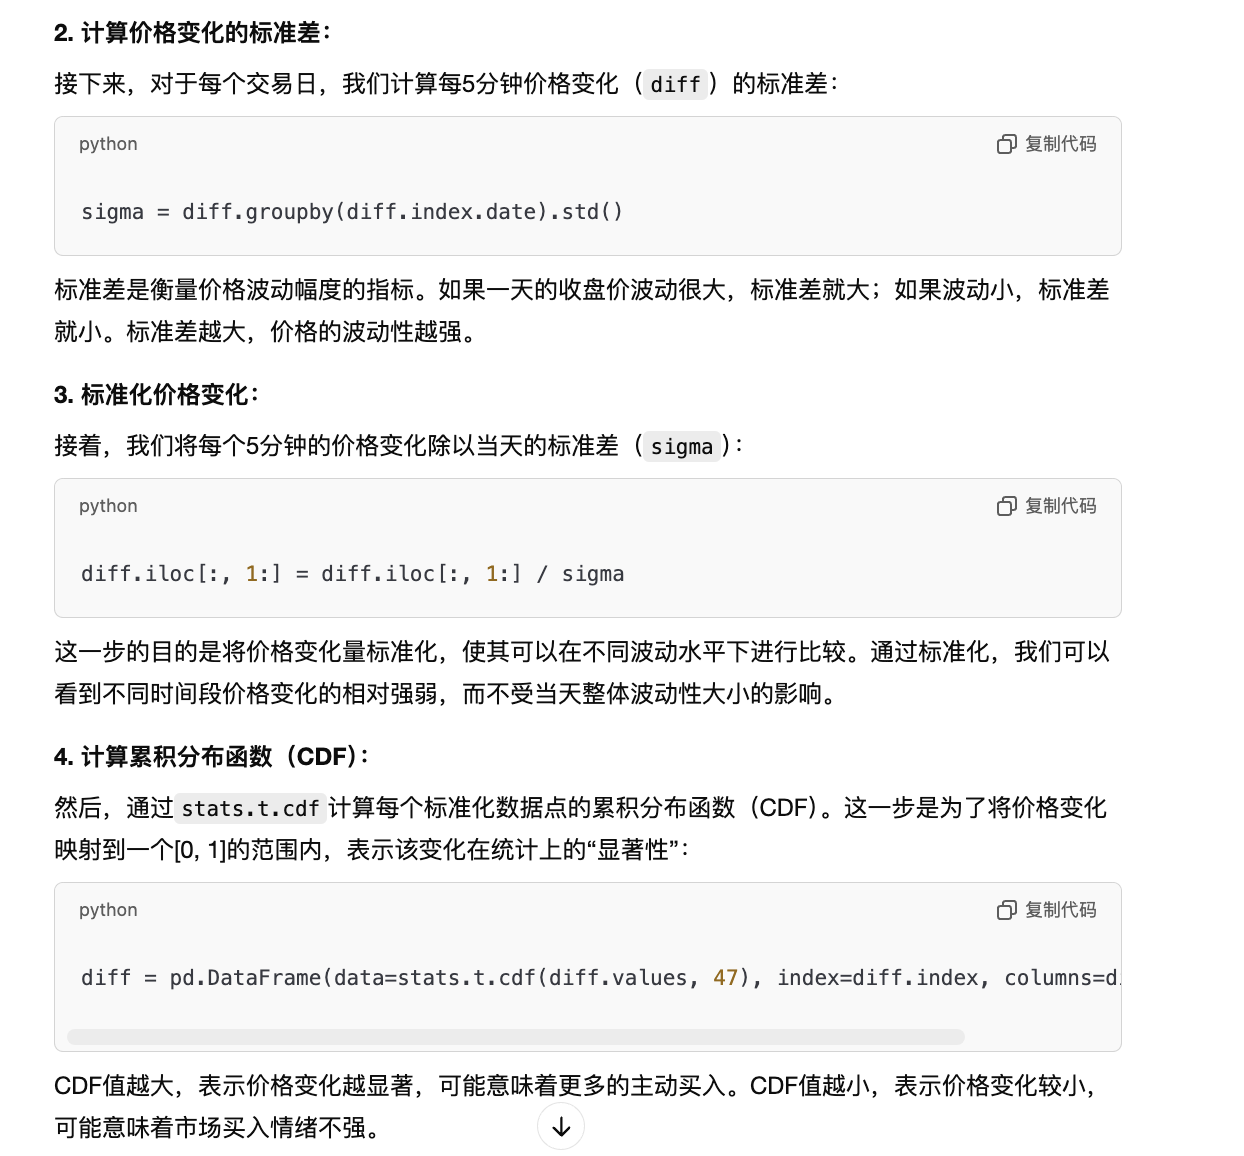 2. 计算价格变化的标准差：
接下来，对于每个交易日，我们计算每5分钟价格变化（diff）的标准差：
python
复制代码
sigma = diff.groupby(diff.index.date).std()
标准差是衡量价格波动幅度的指标。如果一天的收盘价波动很大，标准差就大；如果波动小，标准差
就小。标准差越大，价格的波动性越强。
3. 标准化价格变化：
接着，我们将每个5分钟的价格变化除以当天的标准差（sigma）：
python
复制代码
diff.iloc[:, 1:] = diff.iloc[:, 1:] / sigma
这一步的目的是将价格变化量标准化，使其可以在不同波动水平下进行比较。通过标准化，我们可以
看到不同时间段价格变化的相对强弱，而不受当天整体波动性大小的影响。
4. 计算累积分布函数（CDF）：
然后，通过stats.t.cdf计算每个标准化数据点的累积分布函数（CDF）。这一步是为了将价格变化
映射到一个[0, 1]的范围内，表示该变化在统计上的“显著性”：
python
复制代码
diff = pd.DataFrame(data=stats.t.cdf(diff.values, 47), index=diff.index, columns=d
CDF值越大，表示价格变化越显著，可能意味着更多的主动买入。CDF值越小，表示价格变化较小，
可能意味着市场买入情绪不强。